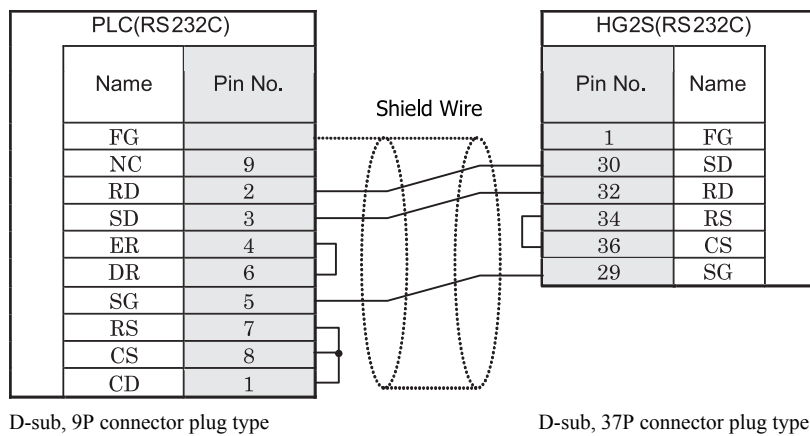 PLC(RS232C)
Name Pin No.
FG
NC 9
RD 2
SD 3
ER 4
DR 6
SG 5
RS 7
CS 8
CD 1
Shield Wire
HG2S(RS232C)
Pin No. Name
1 FG
30 SD
32 RD
34 RS
36 CS
29 SG
D-sub, 9P connector plug type
D-sub, 37P connector plug type